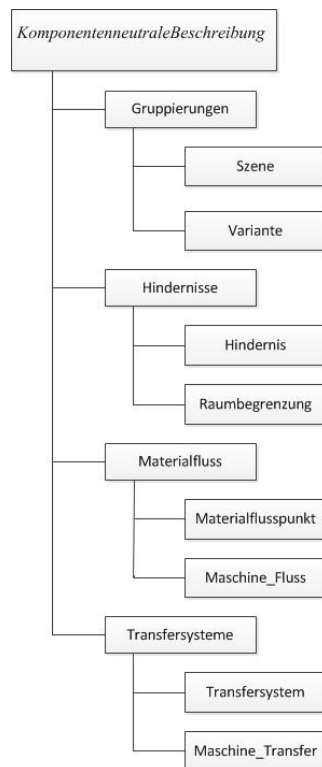 KomponentenneutraleBeschreibung
Gruppierungen
Szene
Variante
Hindernisse
Hindernis
Raumbegrenzung
Materialfluss
Materialflusspunkt
Maschine_Fluss
Transfersysteme
Transfersystem
Maschine_Transfer